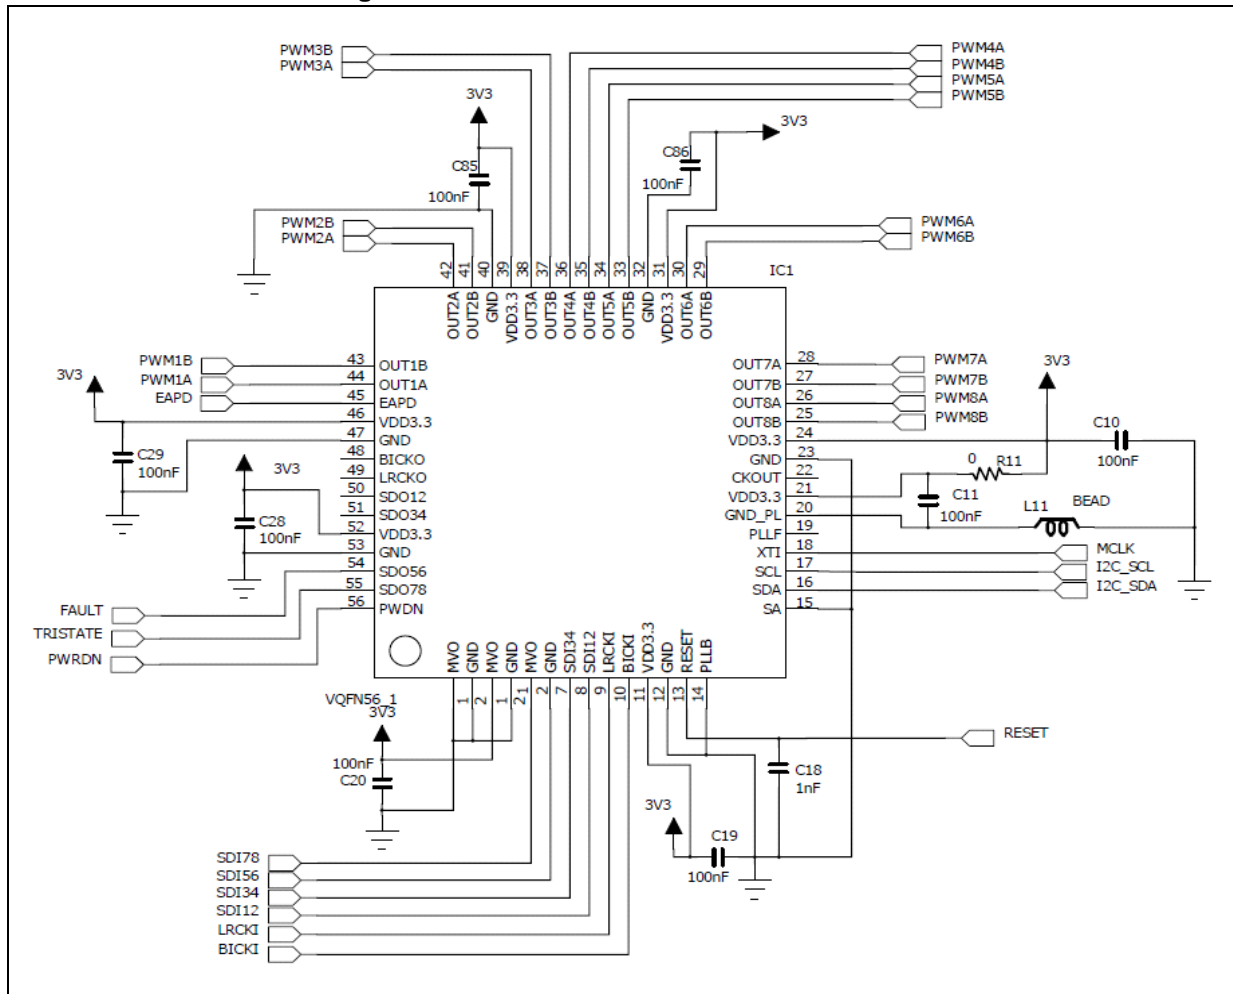 PWM3B
PWM3A
PWM4A
PWM4B
PWM5A
PWM5B
3V3
3V3
C85
100nF
C86
100nF
PWM2B
PWM2A
PWM6A
PWM6B
42 41 40 39 38 37 36 35 34 33 32 31 30 29
IC1
OUT2A OUT2B GND VDD3.3 OUT3A OUT3B OUT4A OUT4B OUT5A OUT5B GND VDD3.3 OUT6A OUT6B
PWM1B 43 OUT1B
PWM1A 44 OUT1A
EAPD 45 EAPD
3V3
46 VDD3.3
47 GND
48 BICKO
49 LRCKO
50 SDO12
51 SDO34
52 VDD3.3
53 GND
54 SDO56
55 SDO78
56 PWDN
C29
100nF
3V3
C28
100nF
FAULT
TRISTATE
PWRDN
OUT7A 28 PWM7A
OUT7B 27 PWM7B
OUT8A 26 PWM8A
OUT8B 25 PWM8B
VDD3.3 24
GND 23
CKOUT 22
VDD3.3 21
GND_PL 20
PLLF 19
XTI 18 MCLK
SCL 17 I2C_SCL
SDA 16 I2C_SDA
SA 15
3V3
C10
100nF
0 R11
C11
100nF
L11 BEAD
MVO GND MVO GND MVO GND SDI34 SDI12 LRCKI BICKI VDD3.3 GND RESET PLLB
1 2 1 2 1 2 7 8 9 10 11 12 13 14
VQFN56_1
3V3
100nF
C20
RESET
C18
1nF
3V3
C19
100nF
SDI78
SDI56
SDI34
SDI12
LRCKI
BICKI